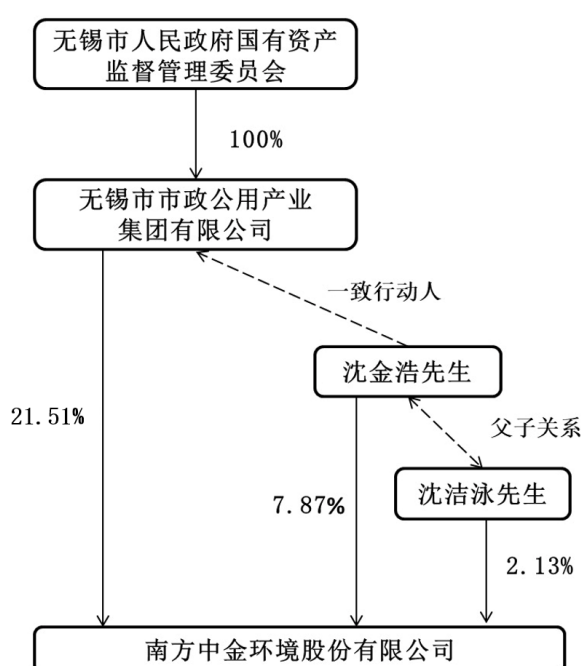 无锡市人民政府国有资产
监督管理委员会
100%
无锡市市政公用产业
集团有限公司
一致行动人
沈金浩先生
21.51%
父子关系
沈洁泳先生
7.87%
2.13%
南方中金环境股份有限公司